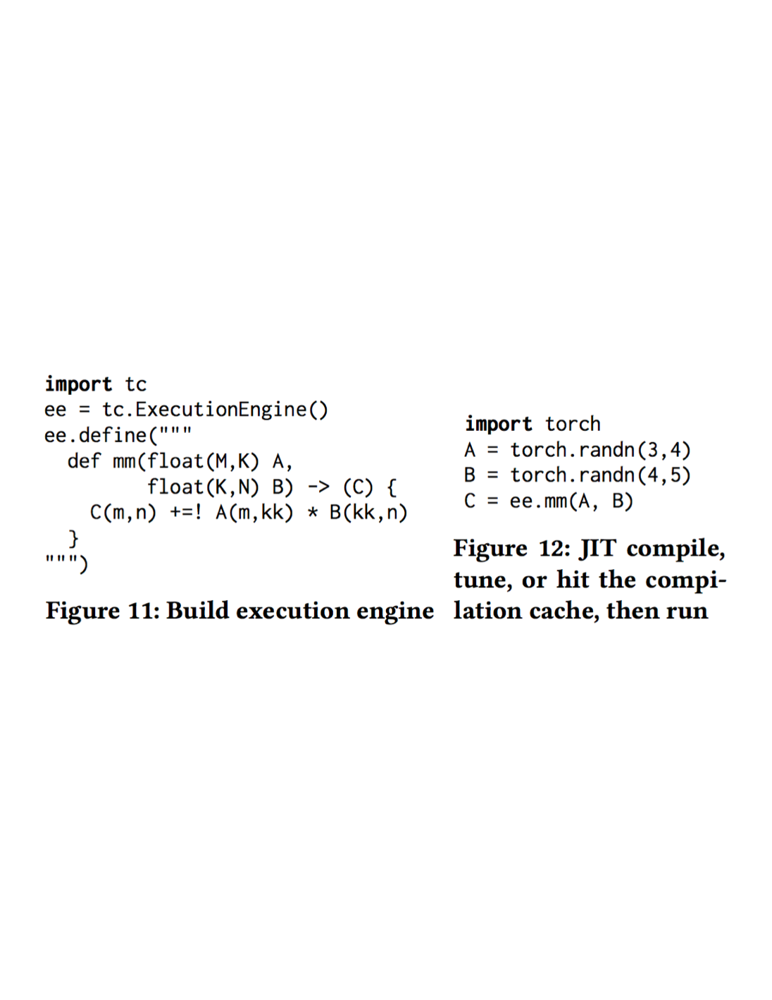 import tc
ee = tc.ExecutionEngine()
ee.define("""
  def mm(float(M,K) A,
         float(K,N) B) -> (C) {
    C(m,n) +=! A(m,kk) * B(kk,n)
  }
""")
Figure 11: Build execution engine
import torch
A = torch.randn(3,4)
B = torch.randn(4,5)
C = ee.mm(A, B)
Figure 12: JIT compile,
tune, or hit the compi-
lation cache, then run